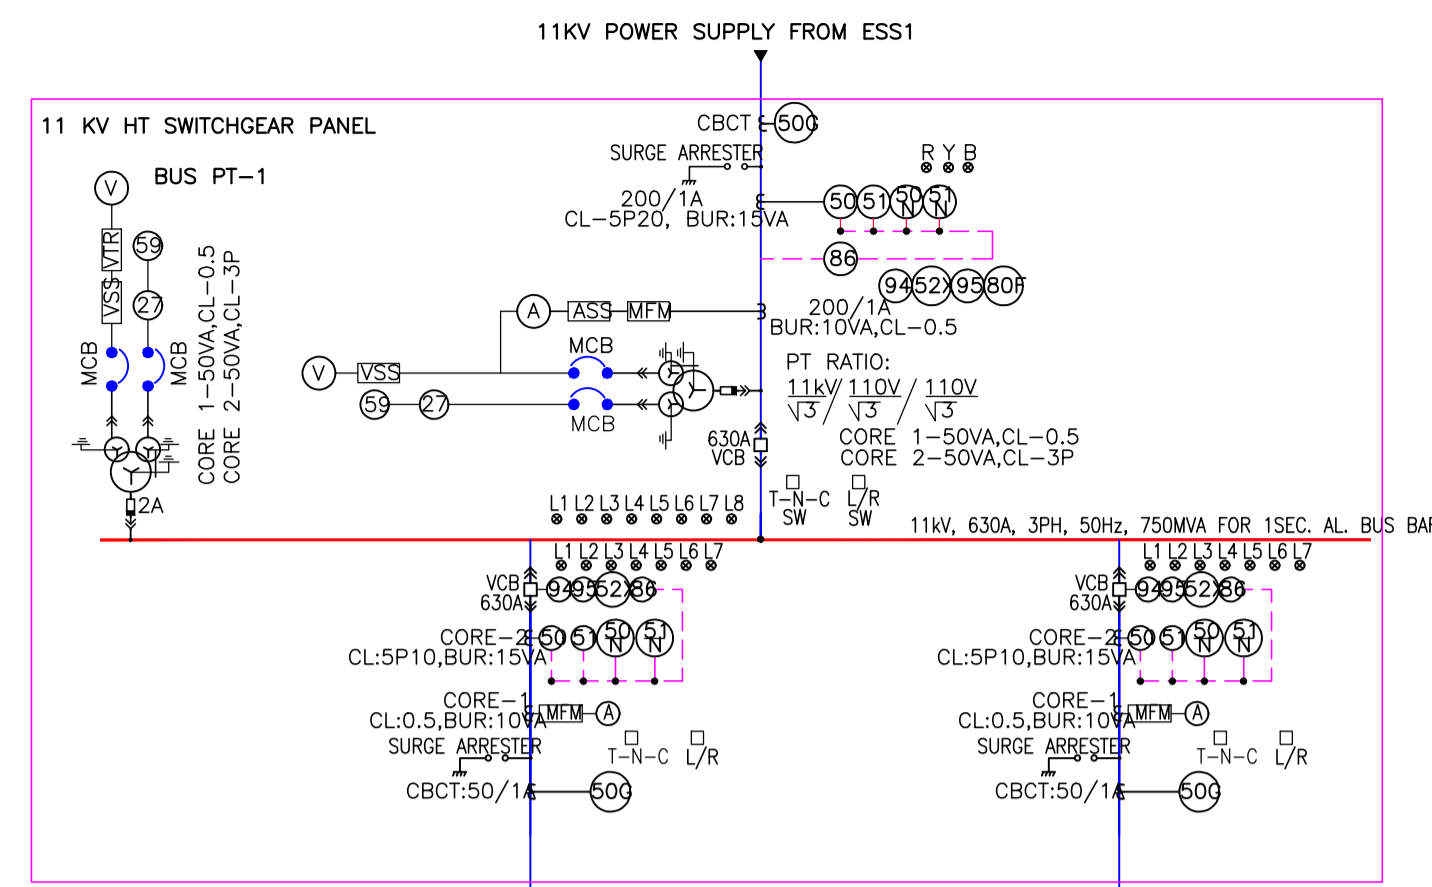 11KV POWER SUPPLY FROM ESS1
11 KV HT SWITCHGEAR PANEL
BUS PT-1
V
VTR
VSS
59
27
MCB
MCB
CORE 1-50VA,CL-0.5
CORE 2-50VA,CL-3P
2A
CBCT
50G
SURGE ARRESTER
R Y B
200/1A
CL-5P20, BUR:15VA
50
51
50
N
51
N
86
94
52X
95
80F
A
ASS
MFM
200/1A
BUR:10VA,CL-0.5
MCB
V
VSS
59
27
MCB
PT RATIO:
11kV/ 110V / 110V
√3 √3 √3
CORE 1-50VA,CL-0.5
CORE 2-50VA,CL-3P
630A
VCB
T-N-C
SW
L/R
SW
L1 L2 L3 L4 L5 L6 L7 L8
11kV, 630A, 3PH, 50Hz, 750MVA FOR 1SEC. AL. BUS BAR
L1 L2 L3 L4 L5 L6 L7
VCB
630A
94
95
52X
86
CORE-2
CL:5P10,BUR:15VA
50
51
50
N
51
N
CORE-1
CL:0.5,BUR:10VA
MFM
A
SURGE ARRESTER
T-N-C
L/R
CBCT:50/1A
50G
L1 L2 L3 L4 L5 L6 L7
VCB
630A
94
95
52X
86
CORE-2
CL:5P10,BUR:15VA
50
51
50
N
51
N
CORE-1
CL:0.5,BUR:10VA
MFM
A
SURGE ARRESTER
T-N-C
L/R
CBCT:50/1A
50G